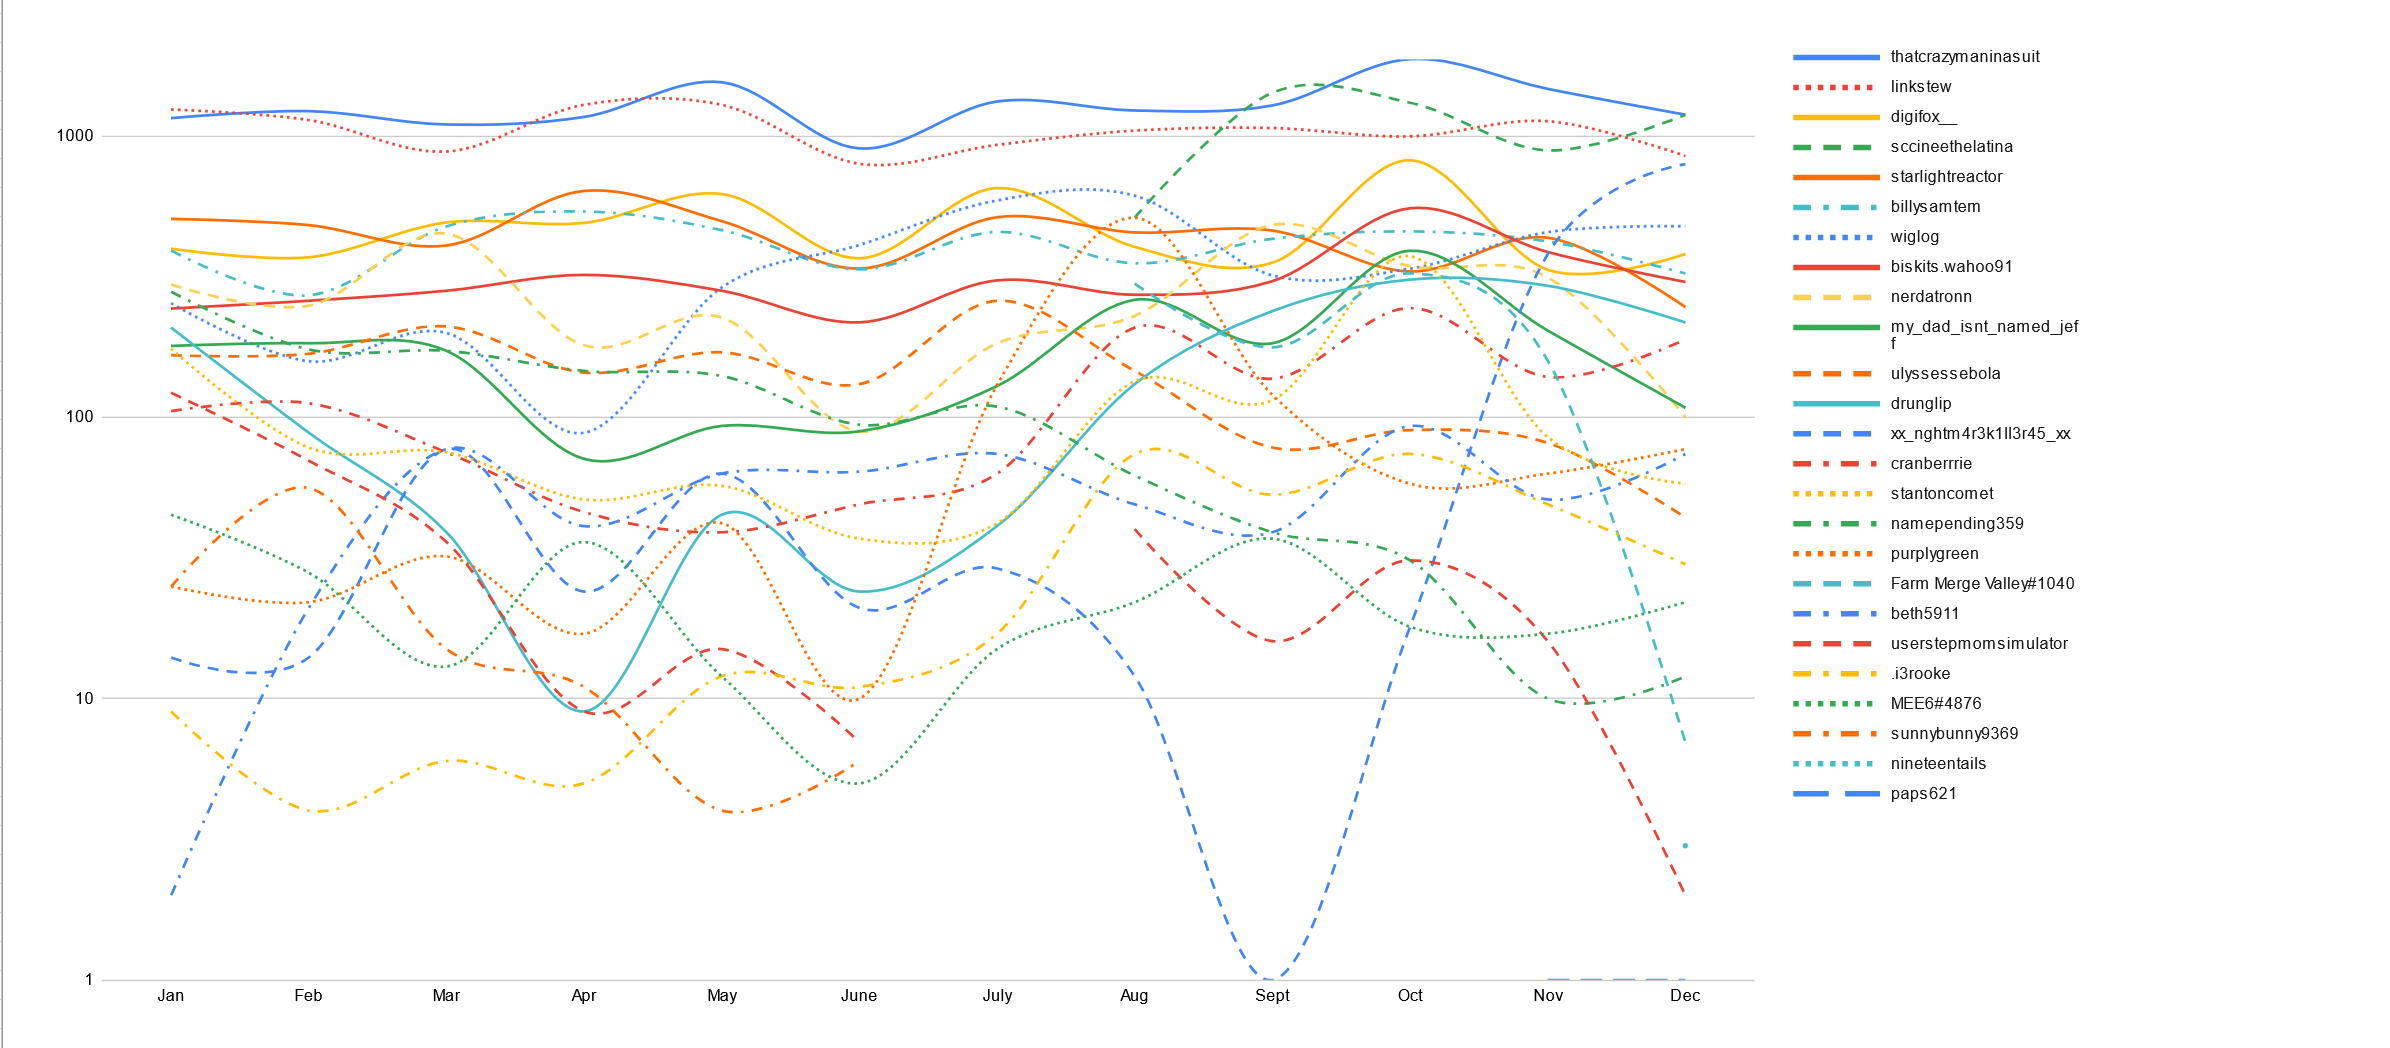 1000
100
10
1
Jan Feb Mar Apr May June July Aug Sept Oct Nov Dec
thatcrazymaninasuit
linkstew
digifox__
sccineethelatina
starlightreactor
billysamtem
wiglog
biskits.wahoo91
nerdatronn
my_dad_isnt_named_jef
f
ulyssessebola
drunglip
xx_nghtm4r3k1ll3r45_xx
cranberrrie
stantoncomet
namepending359
purplygreen
Farm Merge Valley#1040
beth5911
userstepmomsimulator
.i3rooke
MEE6#4876
sunnybunny9369
nineteentails
paps621